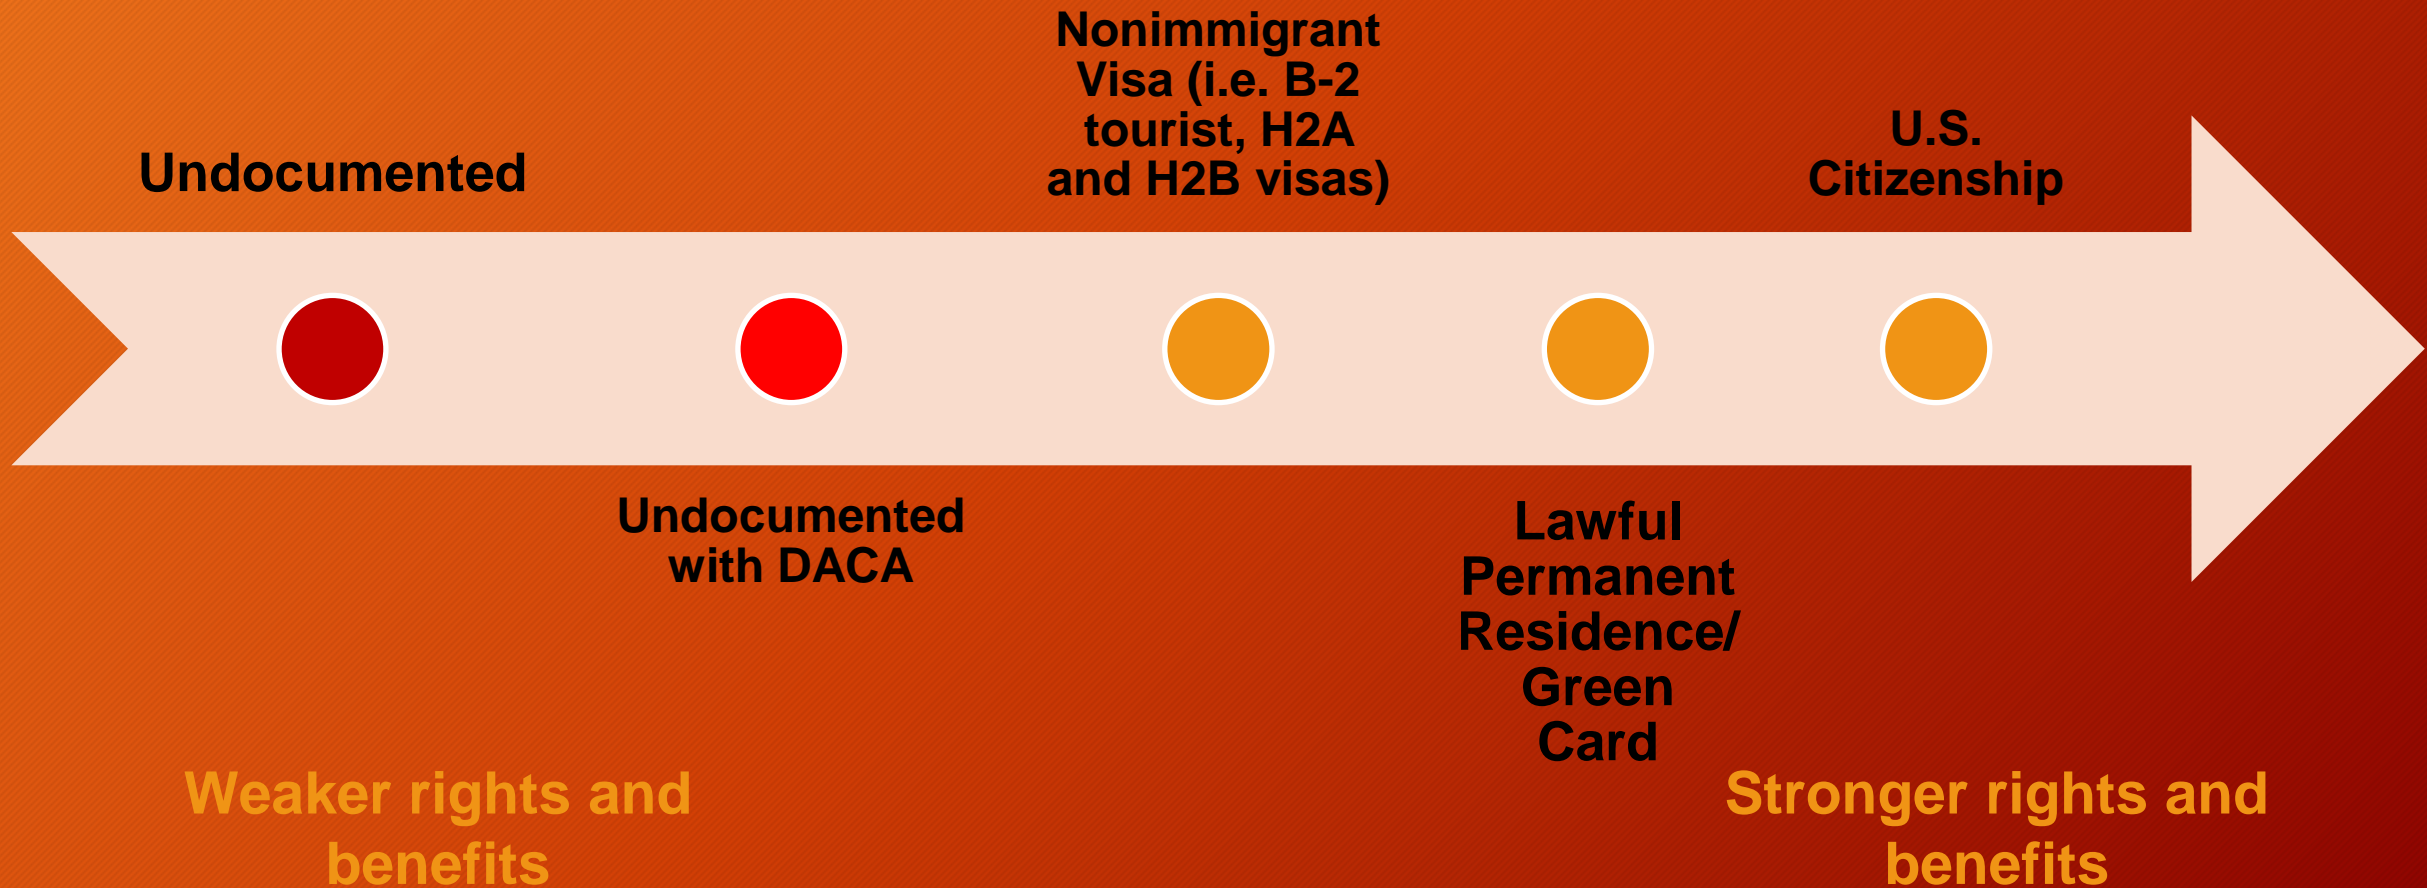 Undocumented
Undocumented
with DACA
Nonimmigrant
Visa (i.e. B-2
tourist, H2A
and H2B visas)
Lawful
Permanent
Residence/
Green
Card
U.S.
Citizenship
Weaker rights and
benefits
Stronger rights and
benefits